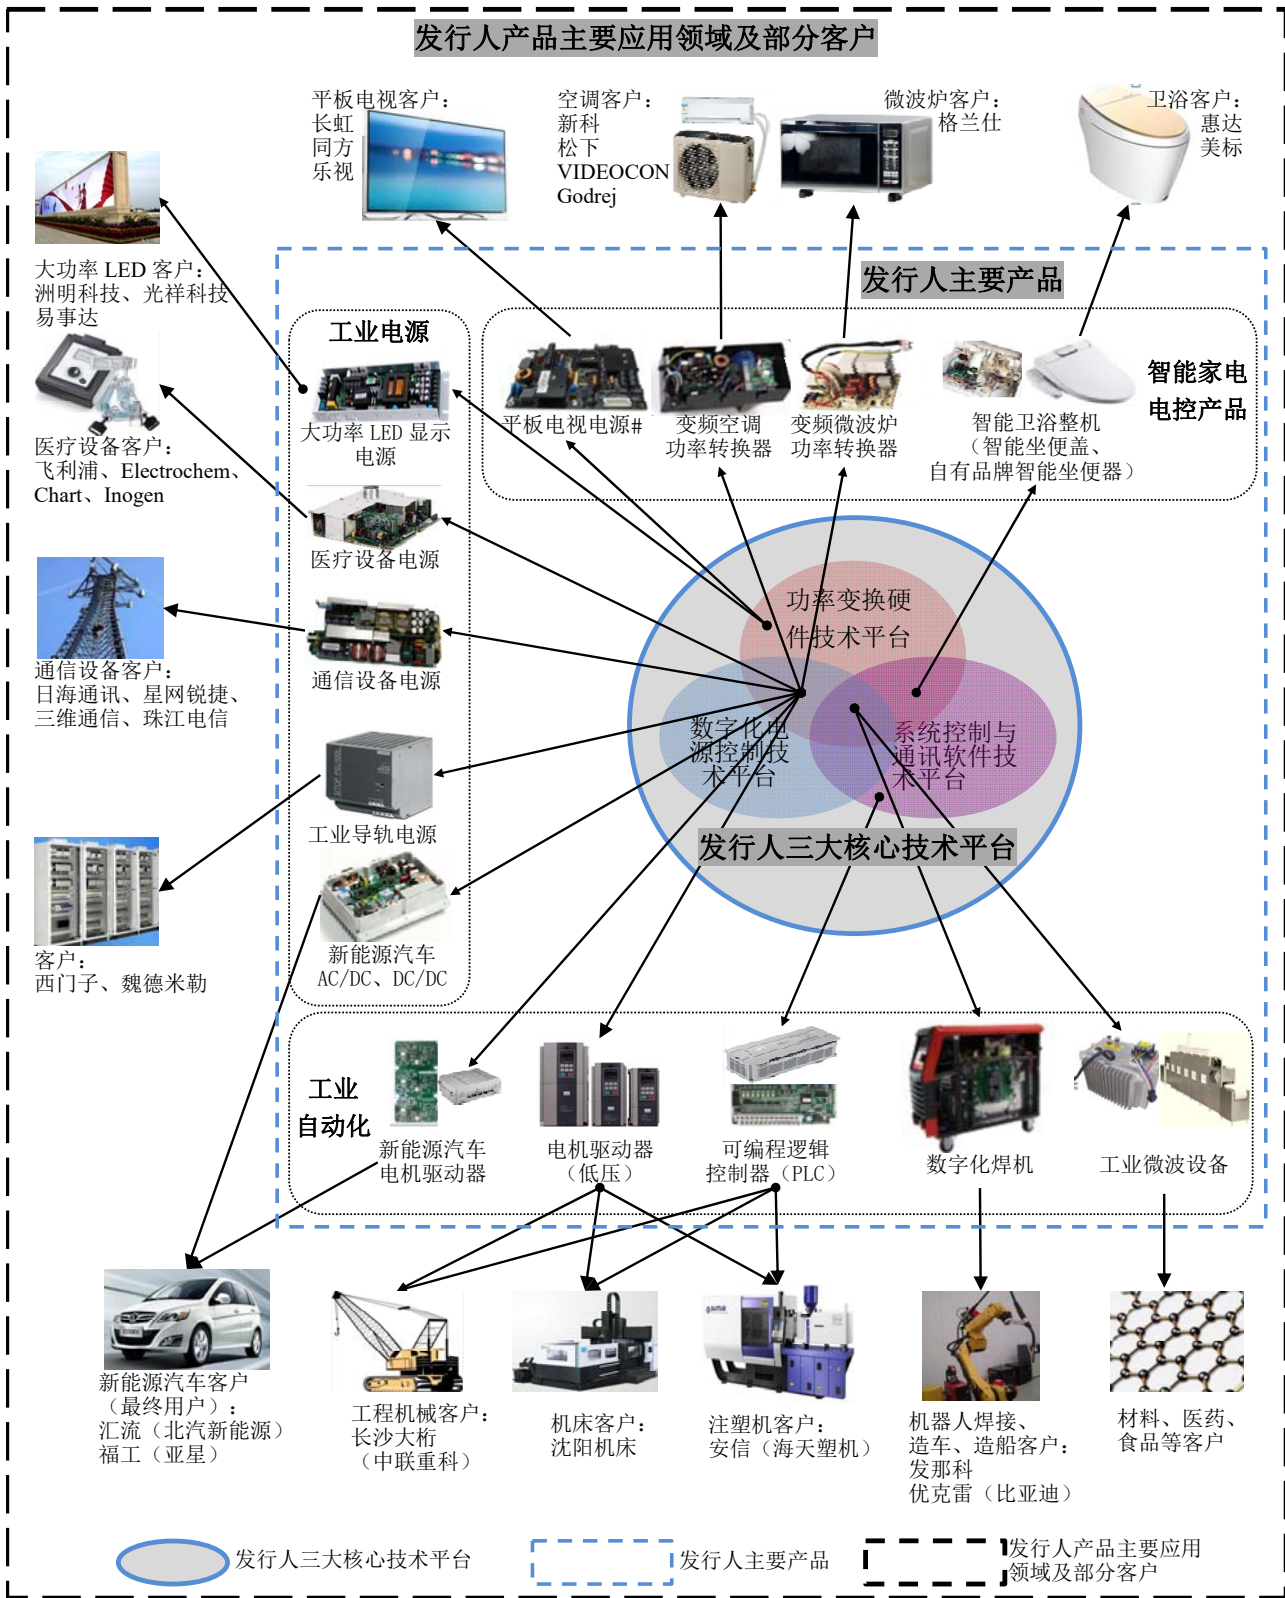 发行人产品主要应用领域及部分客户
平板电视客户：
长虹
同方
乐视
空调客户：
新科
松下
VIDEOCON
Godrej
微波炉客户：
格兰仕
卫浴客户：
惠达
美标
大功率 LED 客户：
洲明科技、光祥科技
易事达
医疗设备客户：
飞利浦、Electrochem、
Chart、Inogen
通信设备客户：
日海通讯、星网锐捷、
三维通信、珠江电信
客户：
西门子、魏德米勒
发行人主要产品
工业电源
大功率 LED 显示
电源
医疗设备电源
通信设备电源
工业导轨电源
新能源汽车
AC/DC、DC/DC
平板电视电源#
变频空调
功率转换器
变频微波炉
功率转换器
智能卫浴整机
（智能坐便盖、
自有品牌智能坐便器）
智能家电
电控产品
功率变换硬
件技术平台
数字化电
源控制技
术平台
系统控制与
通讯软件技
术平台
发行人三大核心技术平台
工业
自动化
新能源汽车
电机驱动器
电机驱动器
（低压）
可编程逻辑
控制器（PLC）
数字化焊机
工业微波设备
新能源汽车客户
（最终用户）：
汇流（北汽新能源）
福工（亚星）
工程机械客户：
长沙大桁
（中联重科）
机床客户：
沈阳机床
注塑机客户：
安信（海天塑机）
机器人焊接、
造车、造船客户：
发那科
优克雷（比亚迪）
材料、医药、
食品等客户
发行人三大核心技术平台
发行人主要产品
发行人产品主要应用
领域及部分客户